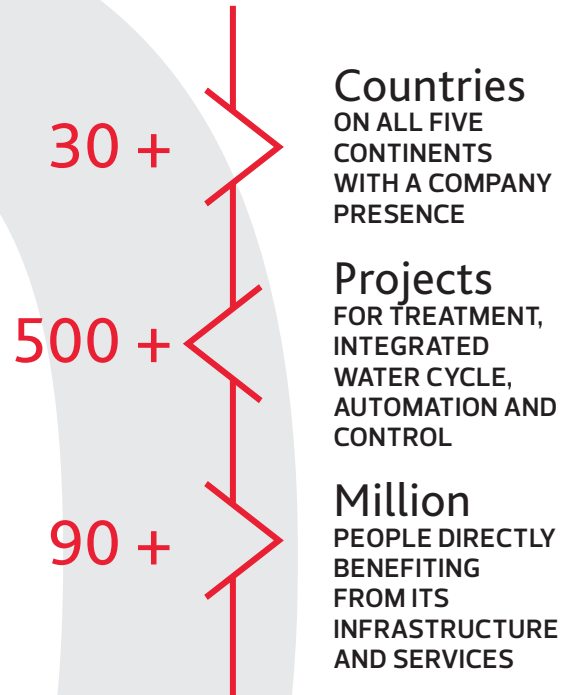 30 +
Countries
ON ALL FIVE
CONTINENTS
WITH A COMPANY
PRESENCE
500 +
Projects
FOR TREATMENT,
INTEGRATED
WATER CYCLE,
AUTOMATION AND
CONTROL
90 +
Million
PEOPLE DIRECTLY
BENEFITING
FROM ITS
INFRASTRUCTURE
AND SERVICES